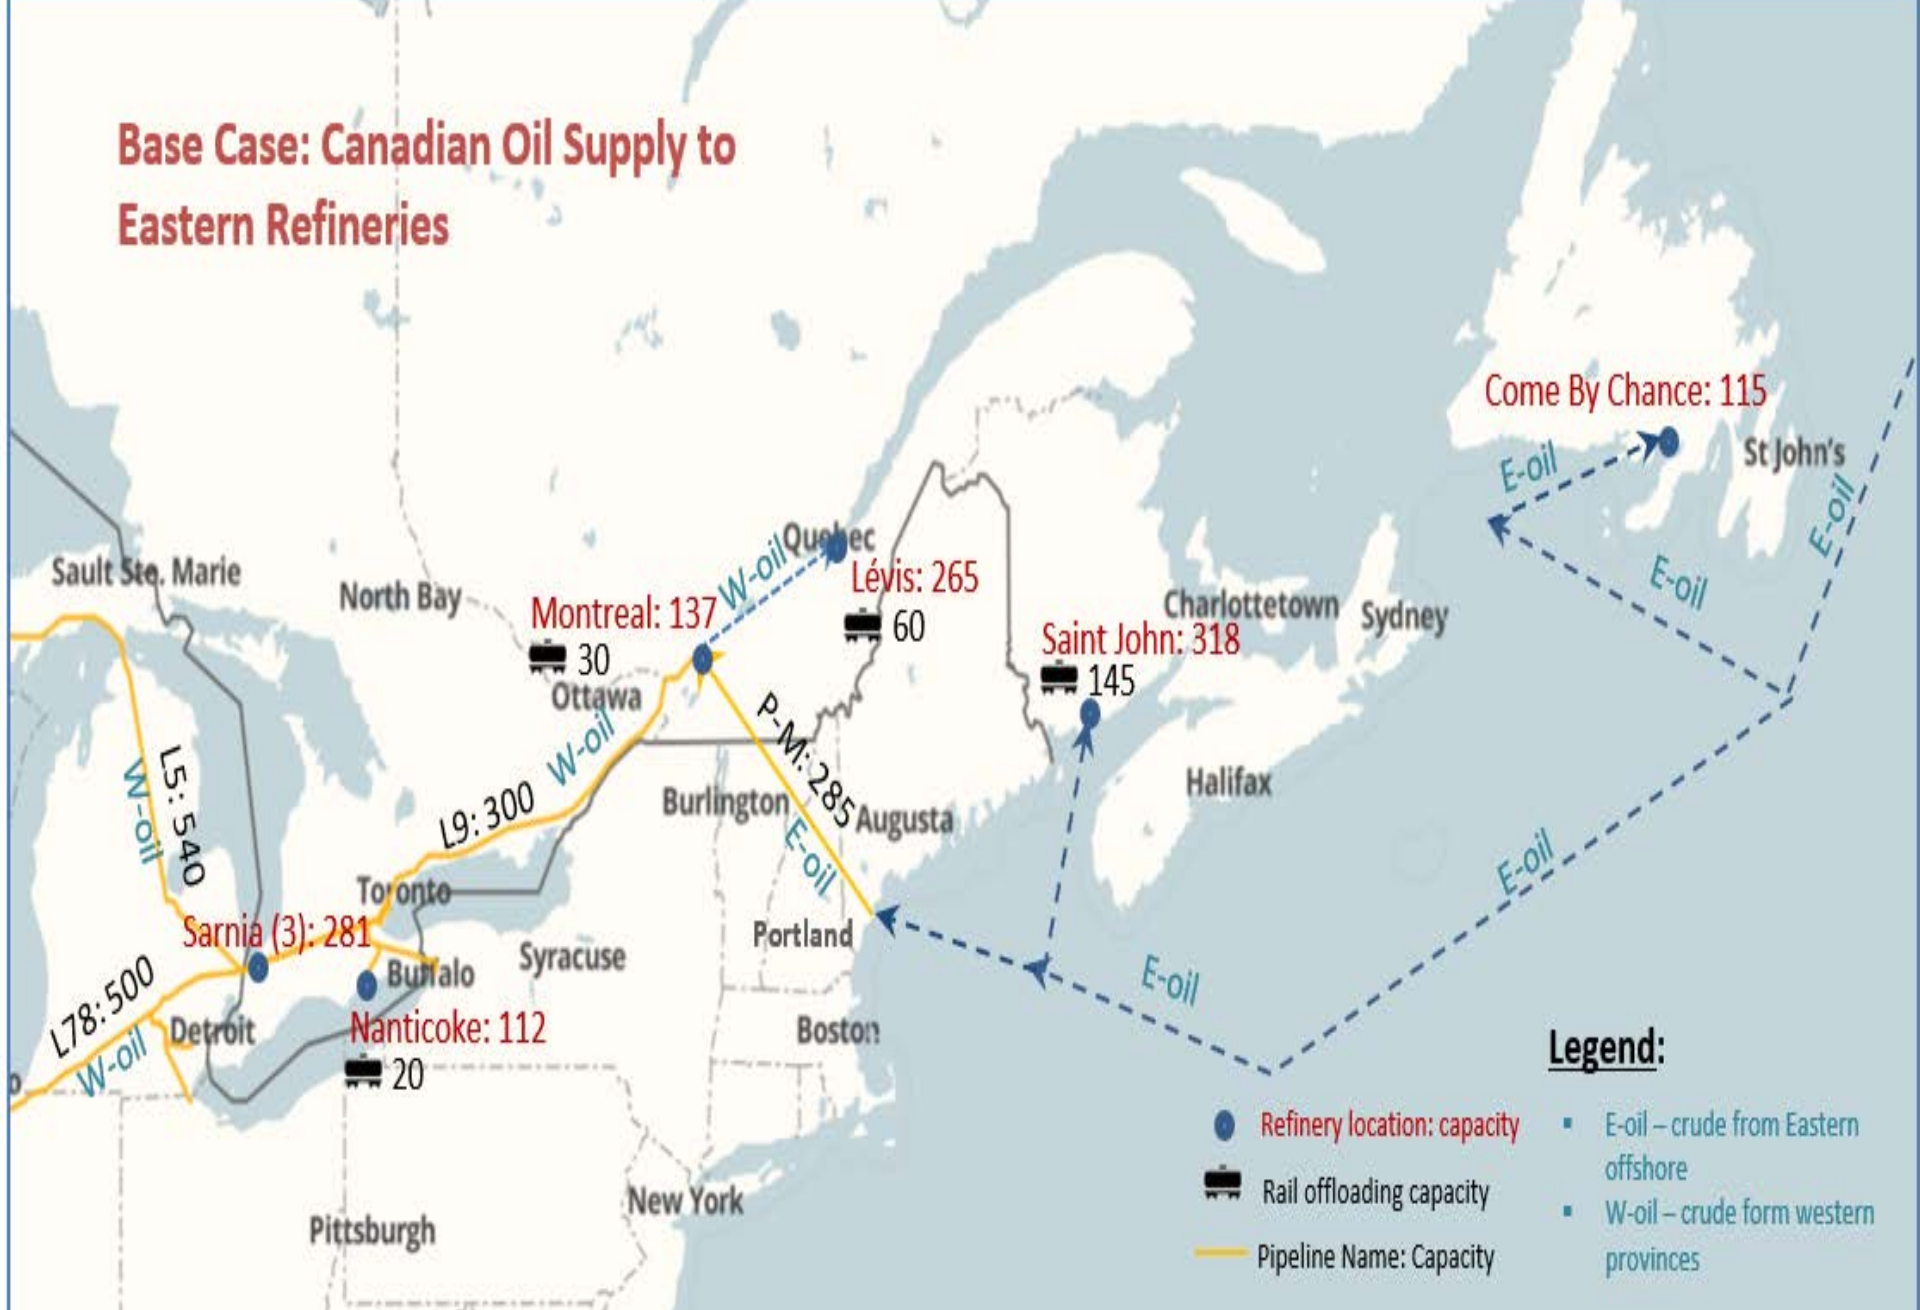 Base Case: Canadian Oil Supply to
Eastern Refineries
Come By Chance: 115
St John's
E-oil
E-oil
E-oil
Quebec
W-oil
Lévis: 265
60
Sault Ste. Marie
North Bay
Montreal: 137
30
Ottawa
Charlottetown
Sydney
Saint John: 318
145
W-oil
P-M: 285
E-oil
L5: 540
W-oil
L9: 300
Burlington
Augusta
Halifax
E-oil
Toronto
Sarnia (3): 281
Portland
Buffalo
Syracuse
E-oil
L78: 500
W-oil
Detroit
Nanticoke: 112
20
Boston
New York
Pittsburgh
Legend:
Refinery location: capacity
Rail offloading capacity
Pipeline Name: Capacity
▪ E-oil – crude from Eastern
offshore
▪ W-oil – crude form western
provinces